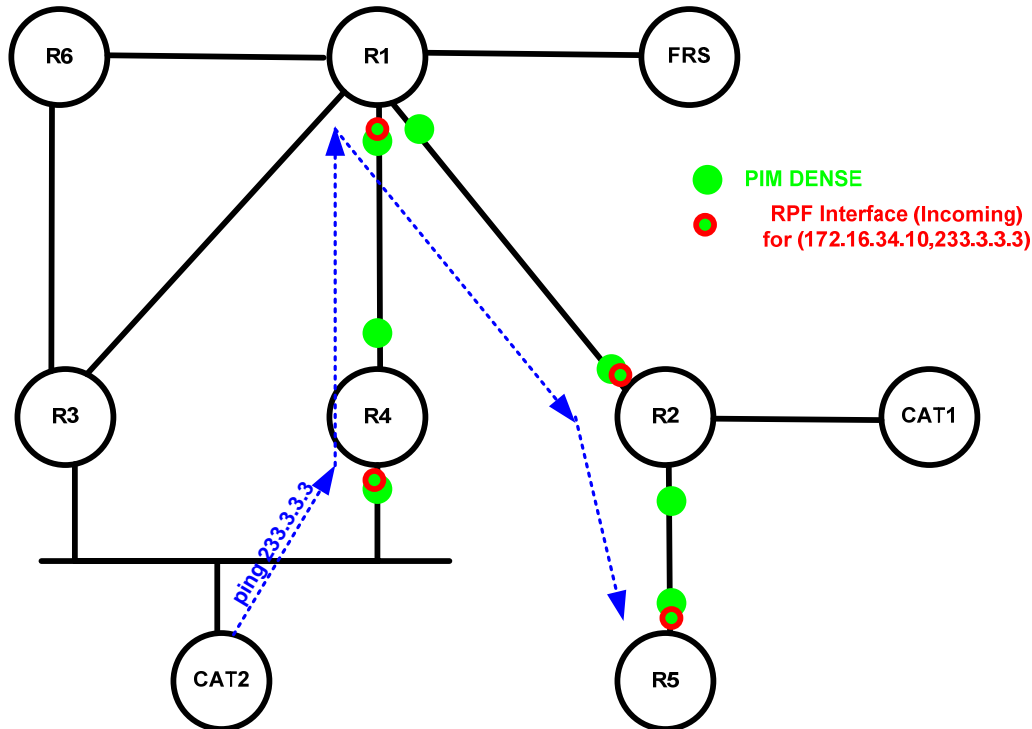 R6
R1
FRS
PIM DENSE
RPF Interface (Incoming)
for (172.16.34.10,233.3.3.3)
R3
R4
R2
CAT1
ping 233.3.3.3
CAT2
R5